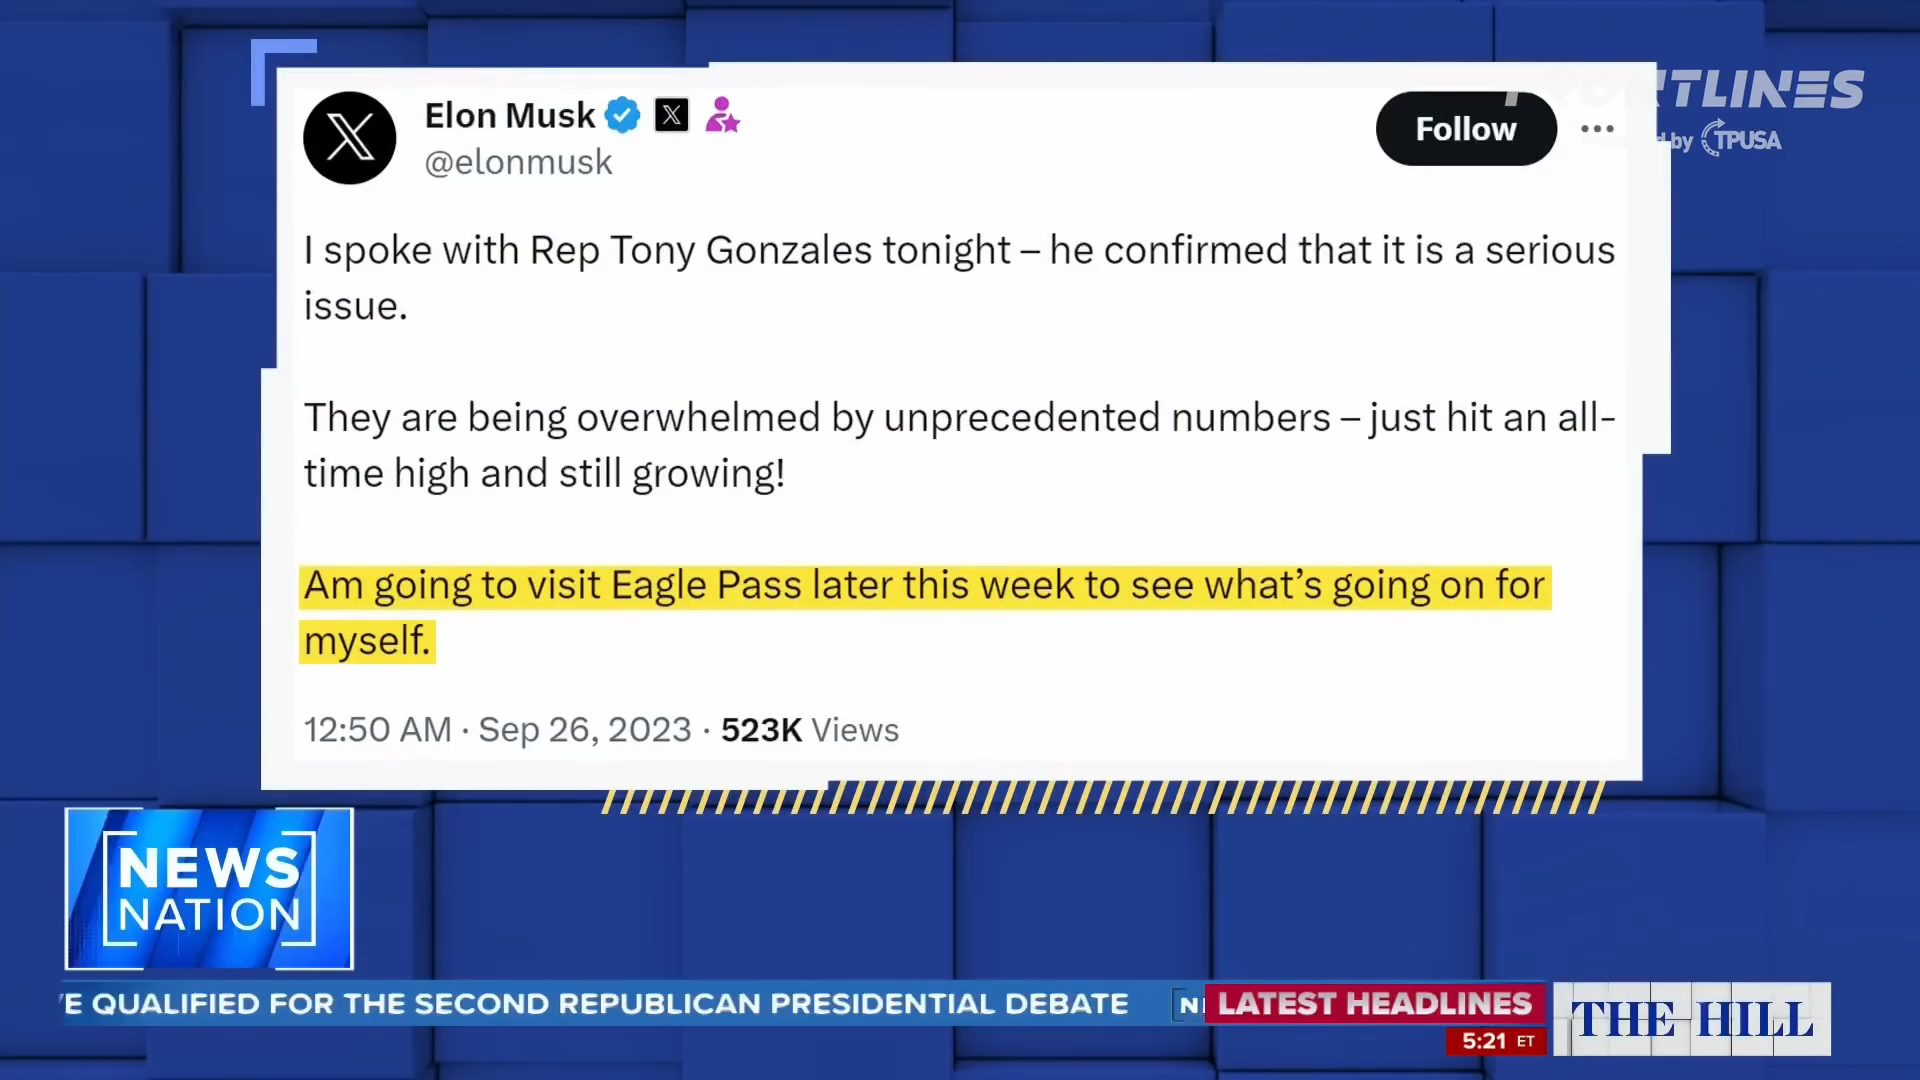 Elon Musk
@elonmusk
Follow
I spoke with Rep Tony Gonzales tonight – he confirmed that it is a serious
issue.
They are being overwhelmed by unprecedented numbers – just hit an all-
time high and still growing!
Am going to visit Eagle Pass later this week to see what’s going on for
myself.
12:50 AM · Sep 26, 2023 · 523K Views
FRONTLINES
by TPUSA
NEWS
NATION
E QUALIFIED FOR THE SECOND REPUBLICAN PRESIDENTIAL DEBATE
LATEST HEADLINES
5:21 ET
THE HILL